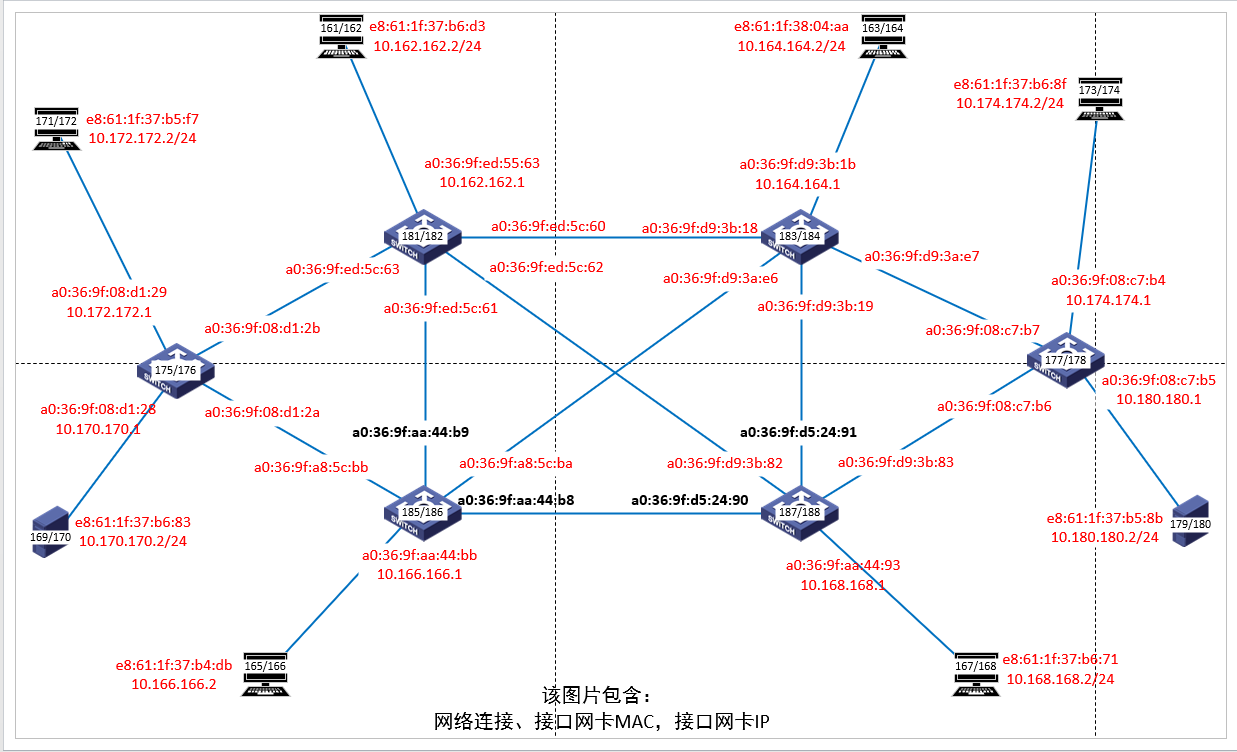 161/162
e8:61:1f:37:b6:d3
10.162.162.2/24
e8:61:1f:38:04:aa
10.164.164.2/24
163/164
e8:61:1f:37:b6:8f
10.174.174.2/24
173/174
171/172
e8:61:1f:37:b5:f7
10.172.172.2/24
a0:36:9f:ed:55:63
10.162.162.1
a0:36:9f:d9:3b:1b
10.164.164.1
181/182
SWITCH
a0:36:9f:ed:5c:60
a0:36:9f:d9:3b:18
183/184
SWITCH
a0:36:9f:ed:5c:63
a0:36:9f:ed:5c:62
a0:36:9f:d9:3a:e6
a0:36:9f:d9:3a:e7
a0:36:9f:08:d1:29
10.172.172.1
a0:36:9f:ed:5c:61
a0:36:9f:d9:3b:19
a0:36:9f:08:c7:b4
10.174.174.1
a0:36:9f:08:d1:2b
a0:36:9f:08:c7:b7
175/176
SWITCH
177/178
SWITCH
a0:36:9f:08:d1:28
10.170.170.1
a0:36:9f:08:d1:2a
a0:36:9f:08:c7:b6
a0:36:9f:08:c7:b5
10.180.180.1
a0:36:9f:aa:44:b9
a0:36:9f:d5:24:91
a0:36:9f:a8:5c:bb
a0:36:9f:a8:5c:ba
a0:36:9f:d9:3b:82
a0:36:9f:d9:3b:83
185/186
SWITCH
a0:36:9f:aa:44:b8
a0:36:9f:d5:24:90
187/188
SWITCH
169/170
e8:61:1f:37:b6:83
10.170.170.2/24
e8:61:1f:37:b5:8b
10.180.180.2/24
179/180
a0:36:9f:aa:44:bb
10.166.166.1
a0:36:9f:aa:44:93
10.168.168.1
e8:61:1f:37:b4:db
10.166.166.2
165/166
167/168
e8:61:1f:37:b6:71
10.168.168.2/24
该图片包含：
网络连接、接口网卡MAC，接口网卡IP